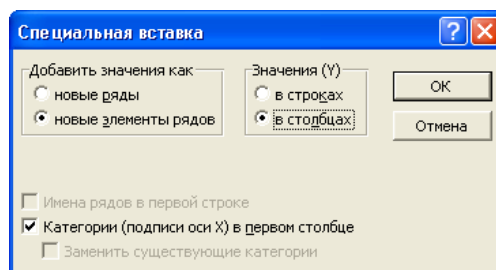 Специальная вставка
Добавить значения как
новые ряды
новые элементы рядов
Значения (Y)
в строках
в столбцах
ОК
Отмена
Имена рядов в первой строке
Категории (подписи оси X) в первом столбце
Заменить существующие категории